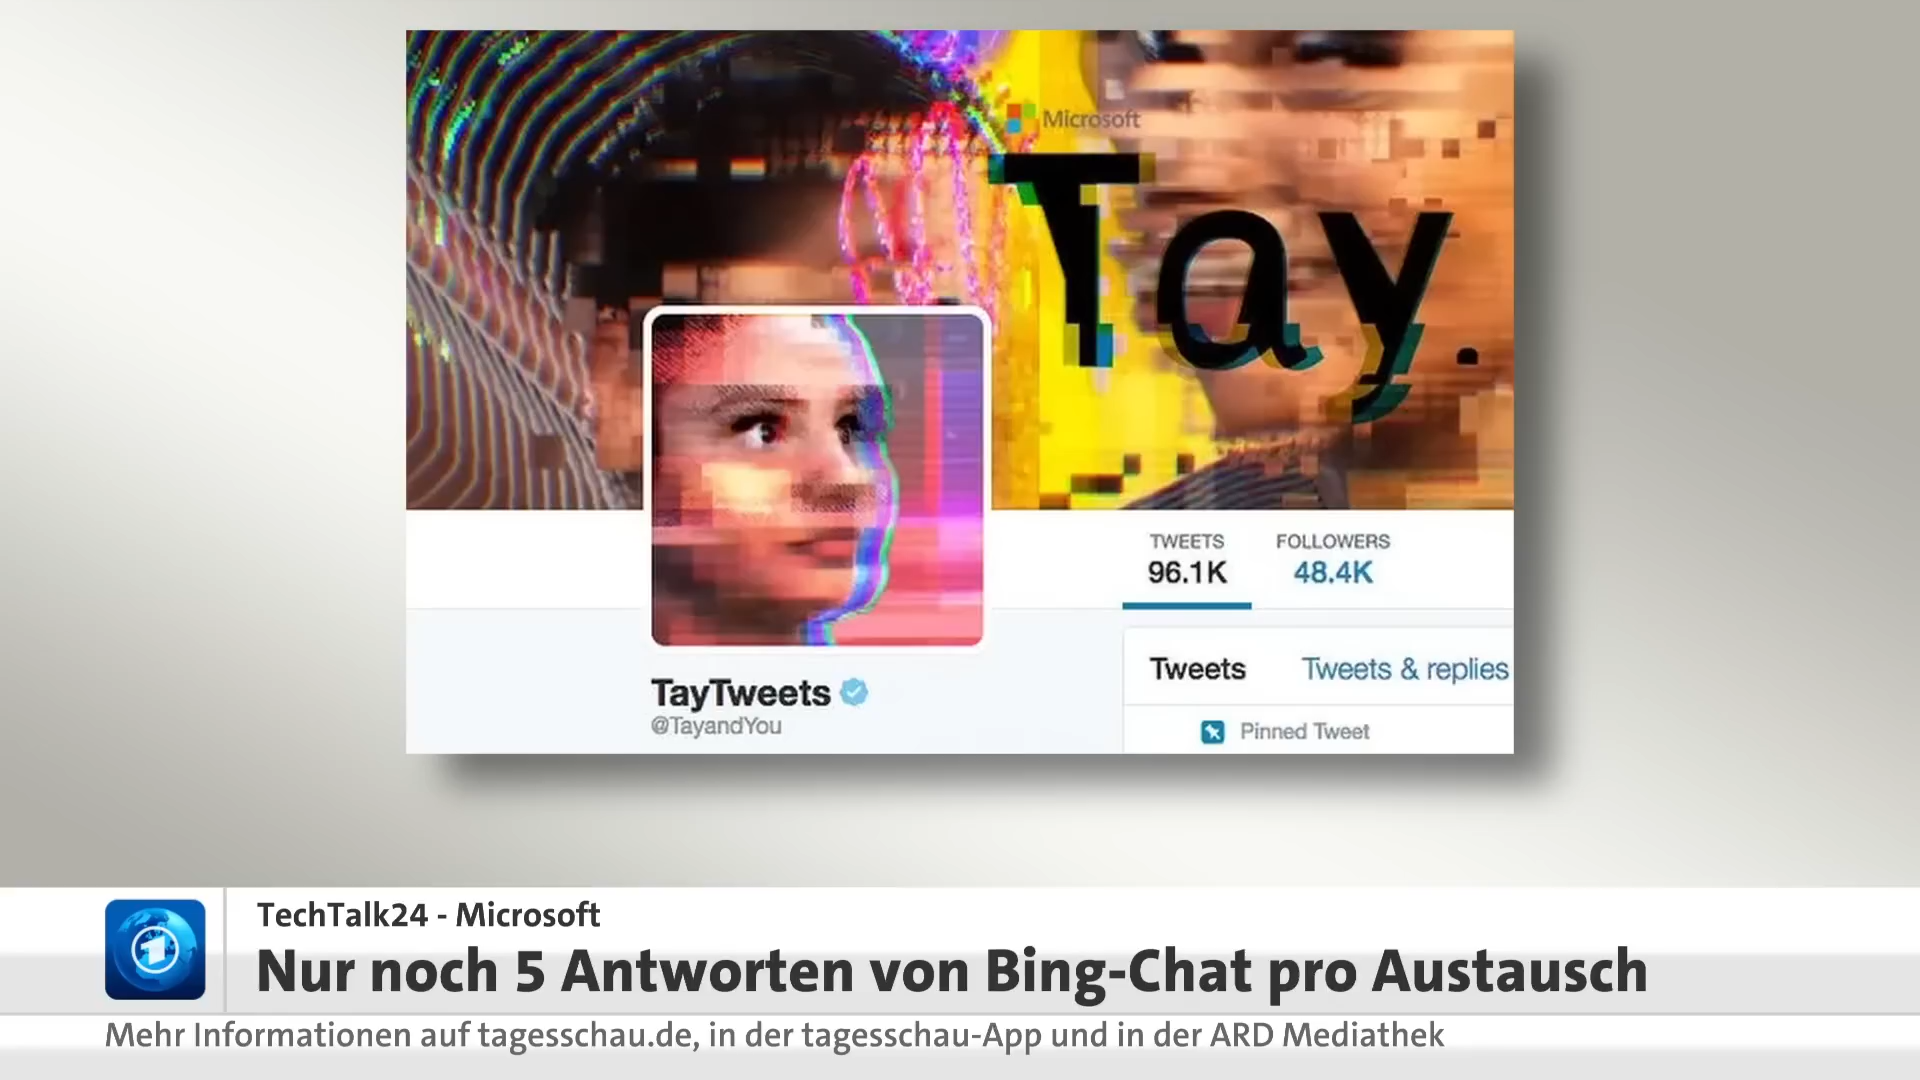 Microsoft
Tay.
TWEETS FOLLOWERS
96.1K 48.4K
Tweets Tweets & replies
TayTweets
@TayandYou
Pinned Tweet
TechTalk24 - Microsoft
1
Nur noch 5 Antworten von Bing-Chat pro Austausch
Mehr Informationen auf tagesschau.de, in der tagesschau-App und in der ARD Mediathek